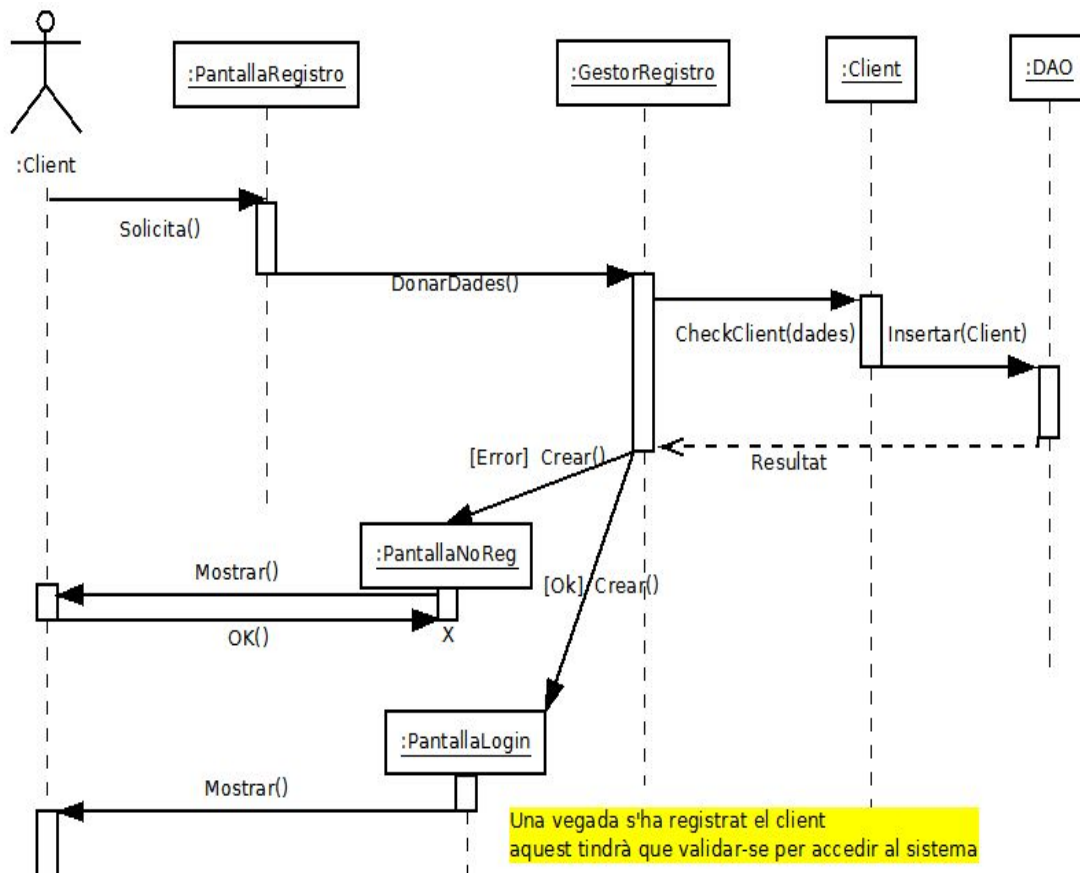 :PantallaRegistro
:GestorRegistro
:Client
:DAO
:Client
Solicita()
DonarDades()
CheckClient(dades)
Insertar(Client)
[Error] Crear()
Resultat
:PantallaNoReg
Mostrar()
[Ok] Crear()
OK()
X
:PantallaLogin
Mostrar()
Una vegada s'ha registrat el client
aquest tindrà que validar-se per accedir al sistema